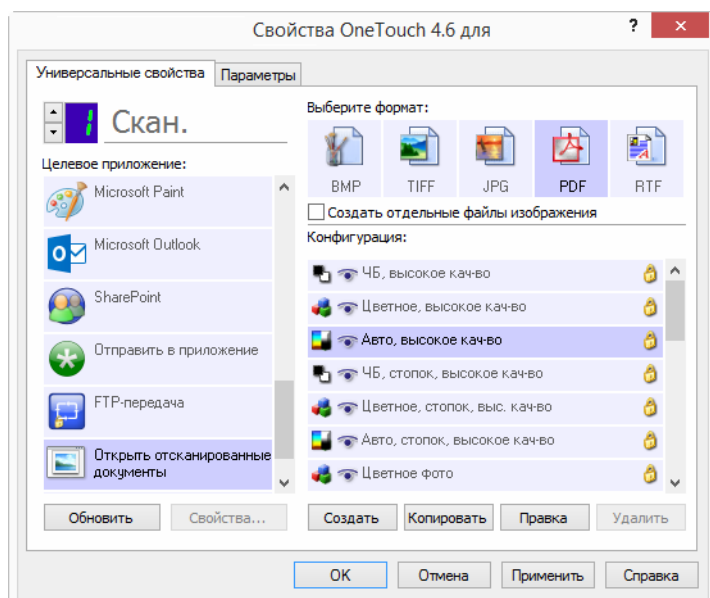 Свойства OneTouch 4.6 для
?
×
Универсальные свойства
Параметры
1
Скан.
Целевое приложение:
Microsoft Paint
Microsoft Outlook
SharePoint
Отправить в приложение
FTP-передача
Открыть отсканированные
документы
Обновить
Свойства...
Выберите формат:
BMP
TIFF
JPG
PDF
RTF
Создать отдельные файлы изображения
Конфигурация:
ЧБ, высокое кач-во
Цветное, высокое кач-во
Авто, высокое кач-во
ЧБ, стопок, высокое кач-во
Цветное, стопок, выс. кач-во
Авто, стопок, высокое кач-во
Цветное фото
Создать
Копировать
Правка
Удалить
OK
Отмена
Применить
Справка